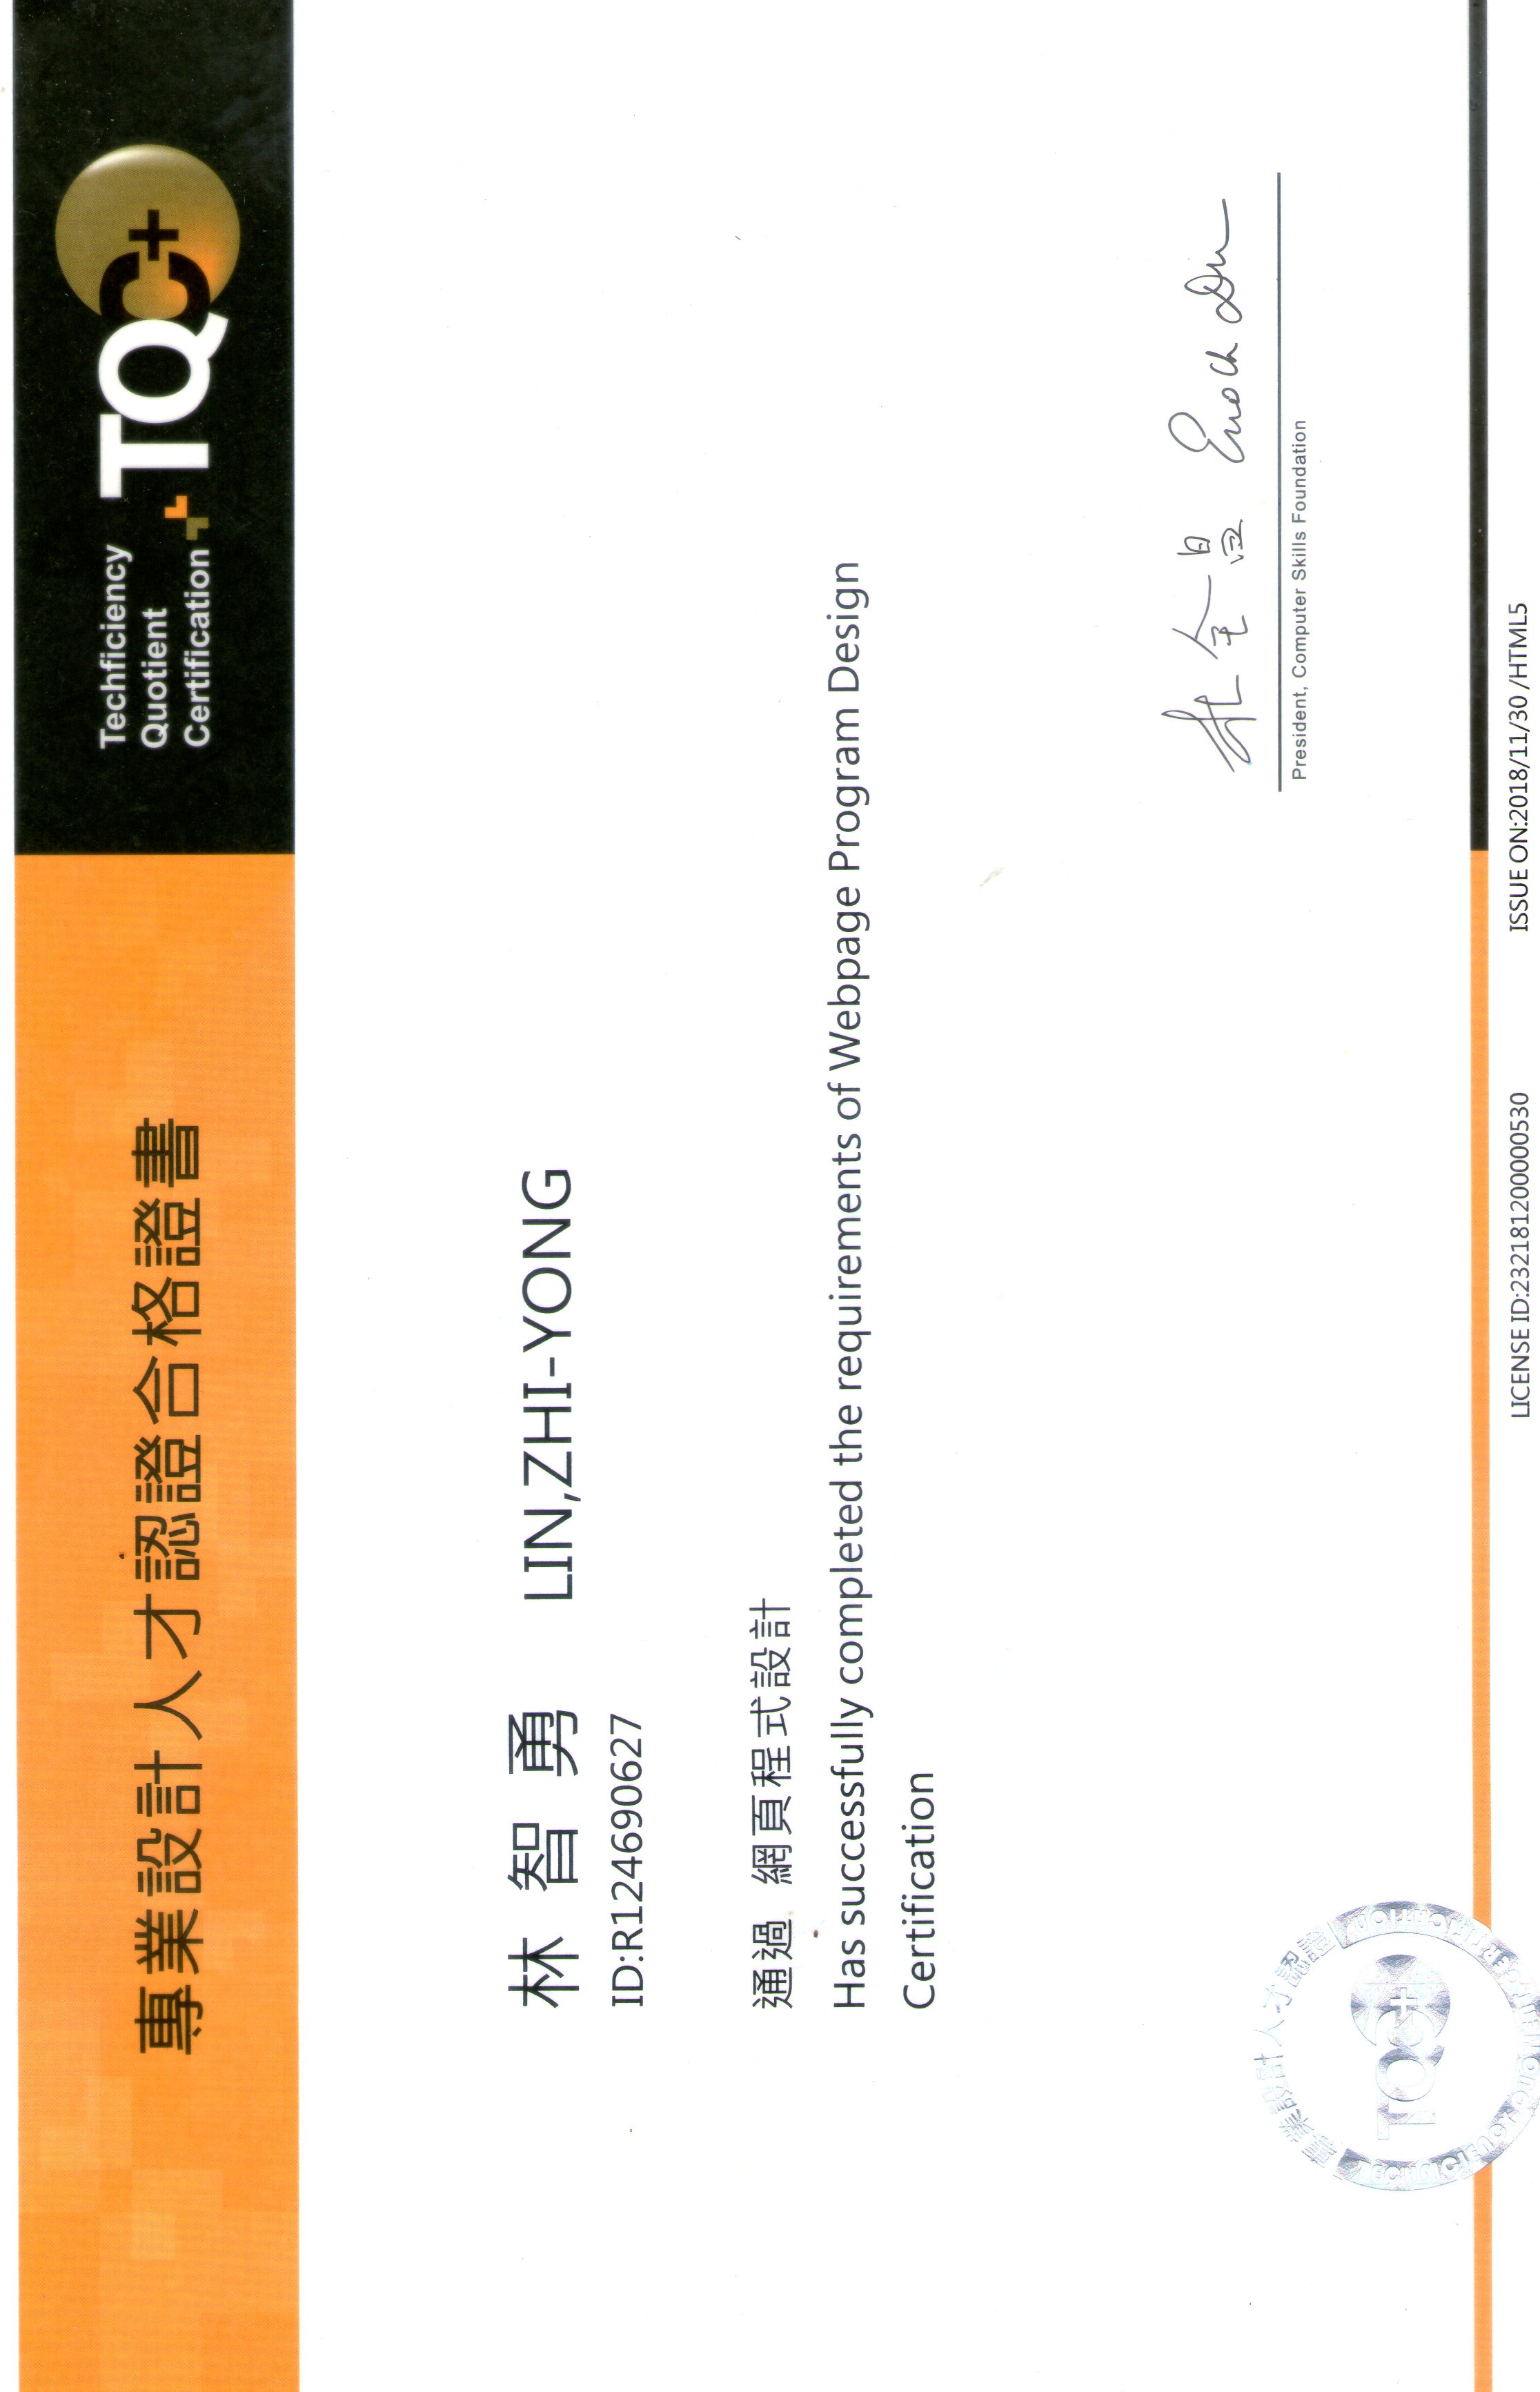 專業設計人才認證合格證書
Techficiency
Quotient
Certification
TQC+
林智勇 LIN,ZHI-YONG
ID:R124690627
通過 網頁程式設計
Has successfully completed the requirements of Webpage Program Design
Certification
杜全昌 Enoch Du
President, Computer Skills Foundation
專業設計人才認證
TQC+
LICENSE ID:232181200000530
ISSUE ON:2018/11/30 /HTML5